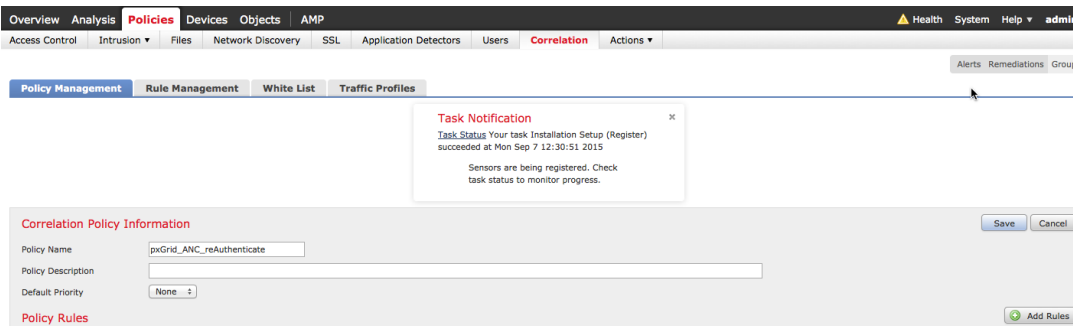 Overview Analysis Policies Devices Objects AMP Health System Help ▾ admin
Access Control Intrusion ▾ Files Network Discovery SSL Application Detectors Users Correlation Actions ▾
Alerts Remediations Group
Policy Management Rule Management White List Traffic Profiles
Task Notification ×
Task Status Your task Installation Setup (Register)
succeeded at Mon Sep 7 12:30:51 2015
Sensors are being registered. Check
task status to monitor progress.
Correlation Policy Information Save Cancel
Policy Name pxGrid_ANC_reAuthenticate
Policy Description
Default Priority None
Policy Rules Add Rules